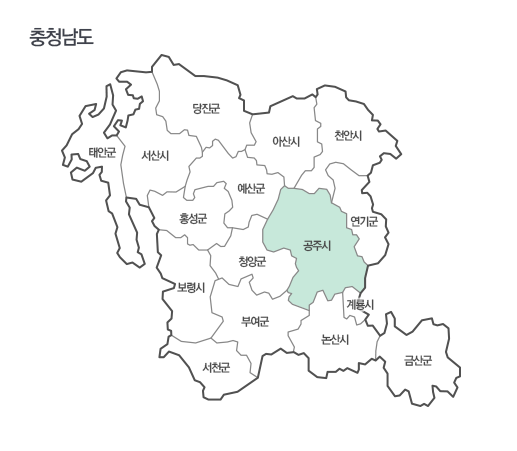 충청남도
당진군
천안시
아산시
태안군
서산시
예산군
홍성군
연기군
공주시
청양군
보령시
계룡시
부여군
논산시
서천군
금산군